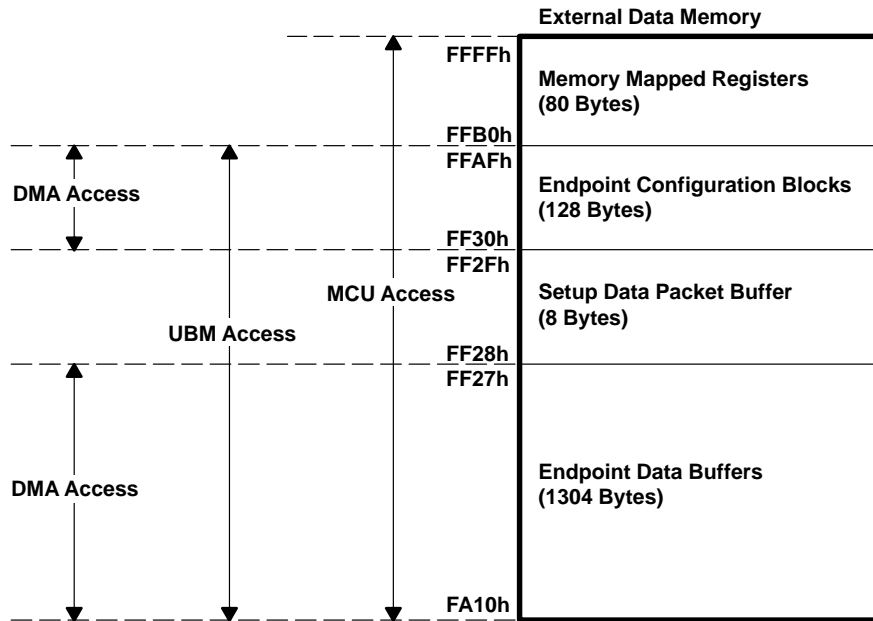 External Data Memory
FFFFh
Memory Mapped Registers
(80 Bytes)
FFB0h
FFAFh
DMA Access
Endpoint Configuration Blocks
(128 Bytes)
FF30h
FF2Fh
MCU Access
Setup Data Packet Buffer
(8 Bytes)
UBM Access
FF28h
FF27h
DMA Access
Endpoint Data Buffers
(1304 Bytes)
FA10h